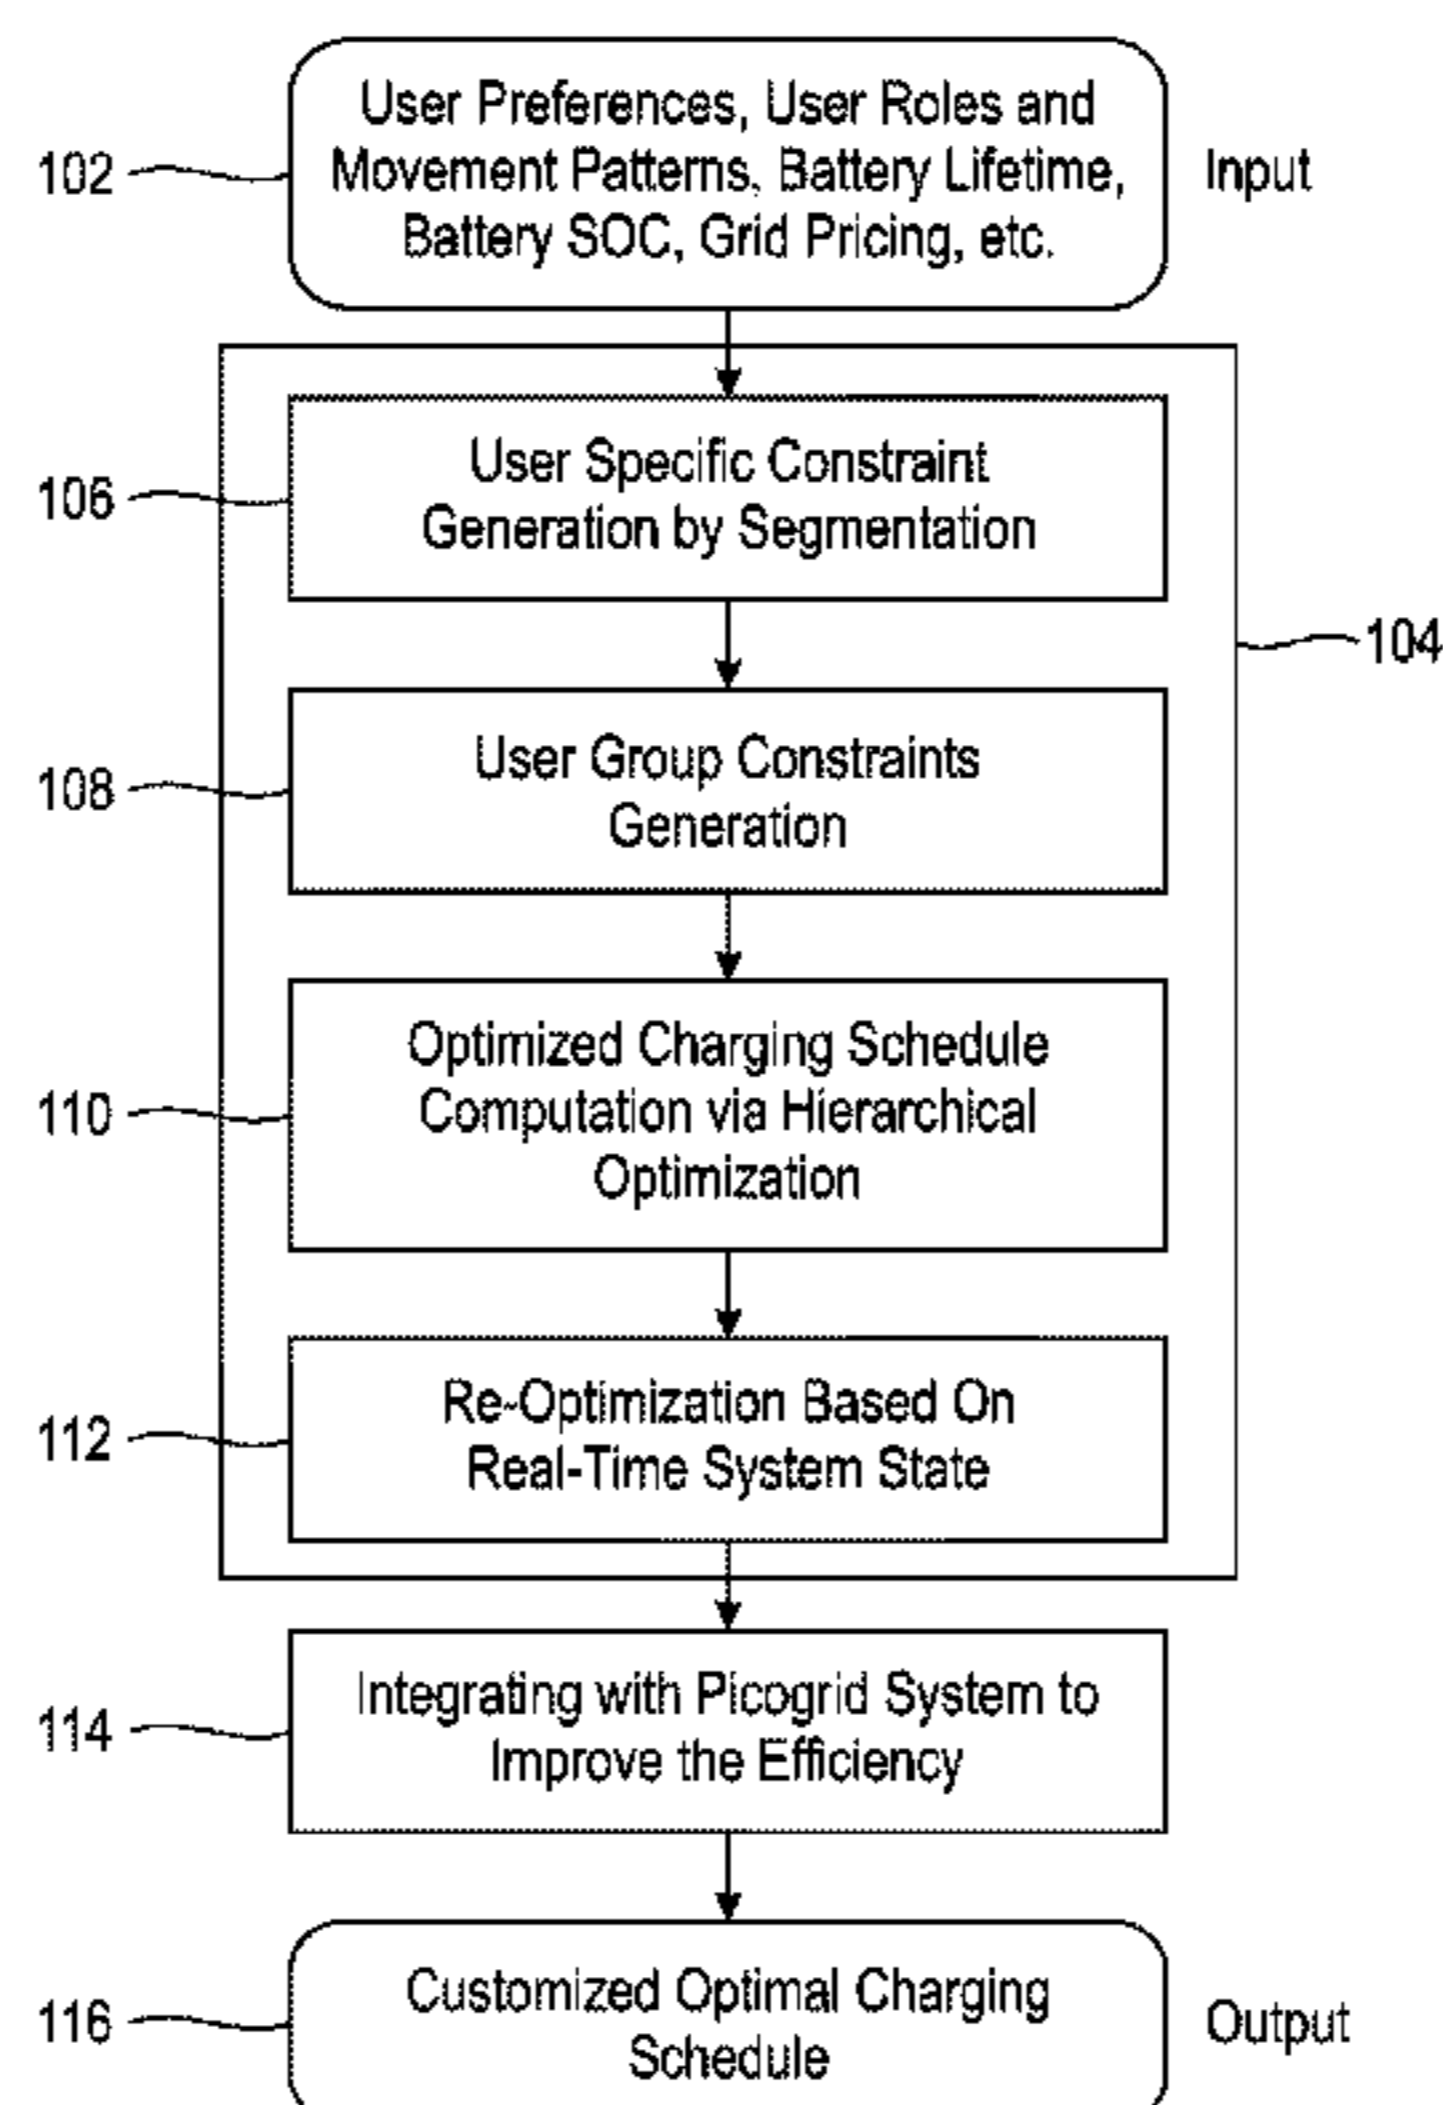 User Preferences, User Roles and
Movement Patterns, Battery Lifetime,
Battery SOC, Grid Pricing, etc.
102
Input
User Specific Constraint
Generation by Segmentation
106
104
User Group Constraints
Generation
108
Optimized Charging Schedule
Computation via Hierarchical
Optimization
110
Re-Optimization Based On
Real-Time System State
112
Integrating with Picogrid System to
Improve the Efficiency
114
Customized Optimal Charging
Schedule
116
Output